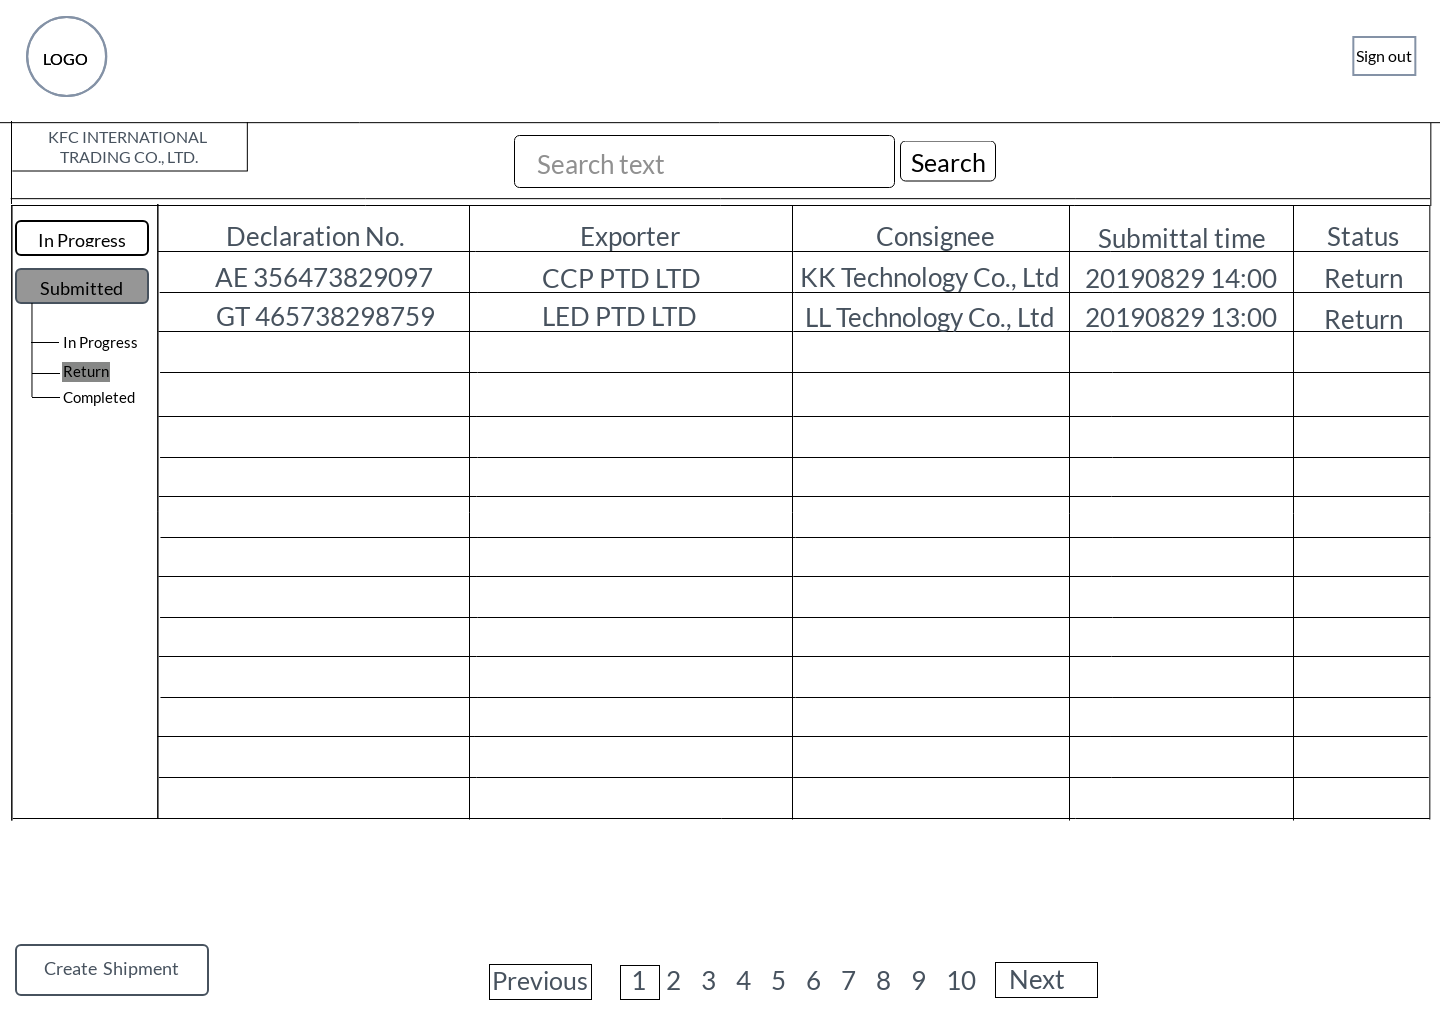 LOGO
Sign out
KFC INTERNATIONAL
TRADING CO., LTD.
Search text
Search
In Progress
Submitted
In Progress
Return
Completed
Declaration No. Exporter Consignee Submittal time Status
AE 356473829097 CCP PTD LTD KK Technology Co., Ltd 20190829 14:00 Return
GT 465738298759 LED PTD LTD LL Technology Co., Ltd 20190829 13:00 Return
Create Shipment
Previous 1 2 3 4 5 6 7 8 9 10 Next